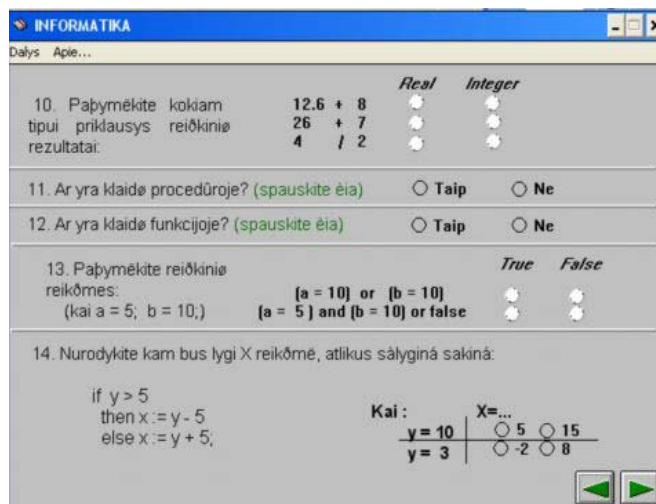 INFORMATIKA
Dalys Apie...
Real Integer
10. Paþymëkite kokiam 12.6 + 8
tipui priklausys reiðkiniø 26 + 7
rezultatai: 4 / 2
11. Ar yra klaidø procedûroje? (spauskite èia) Taip Ne
12. Ar yra klaidø funkcijoje? (spauskite èia) Taip Ne
13. Paþymëkite reiðkiniø True False
reikðmes: (a = 10) or (b = 10)
(kai a = 5; b = 10;) (a = 5 ) and (b = 10) or false
14. Nurodykite kam bus lygi X reikðmë, atlikus sàlyginá sakiná:
if y > 5
then x := y - 5
else x := y + 5;
Kai : X=...
y = 10 5 15
y = 3 -2 8